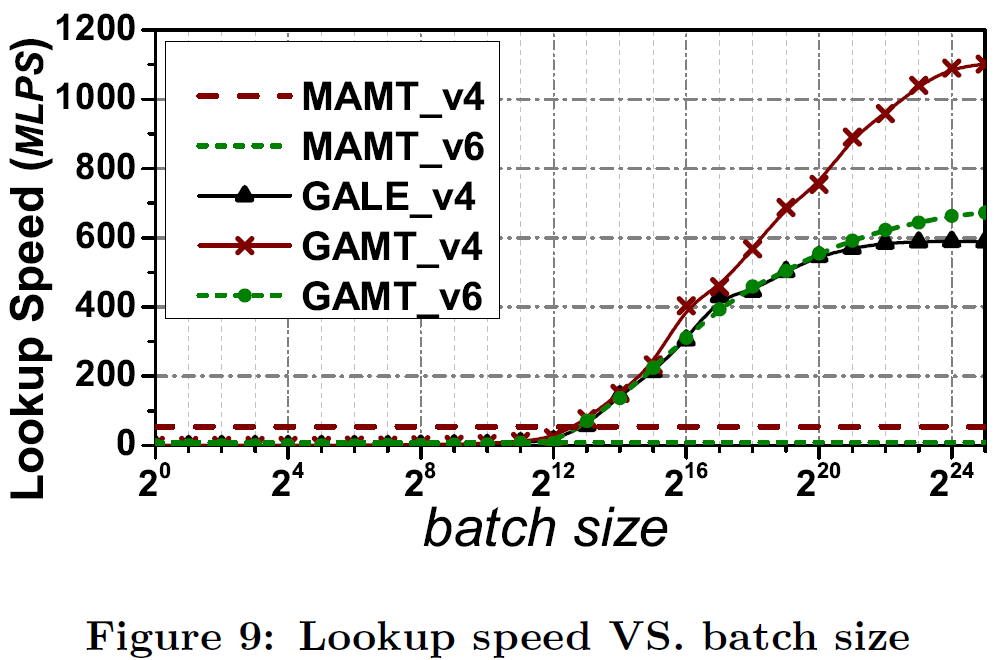 1200
1000
800
600
400
200
0
Lookup Speed (MLPS)
MAMT_v4
MAMT_v6
GALE_v4
GAMT_v4
GAMT_v6
2^0 2^4 2^8 2^12 2^16 2^20 2^24
batch size
Figure 9: Lookup speed VS. batch size